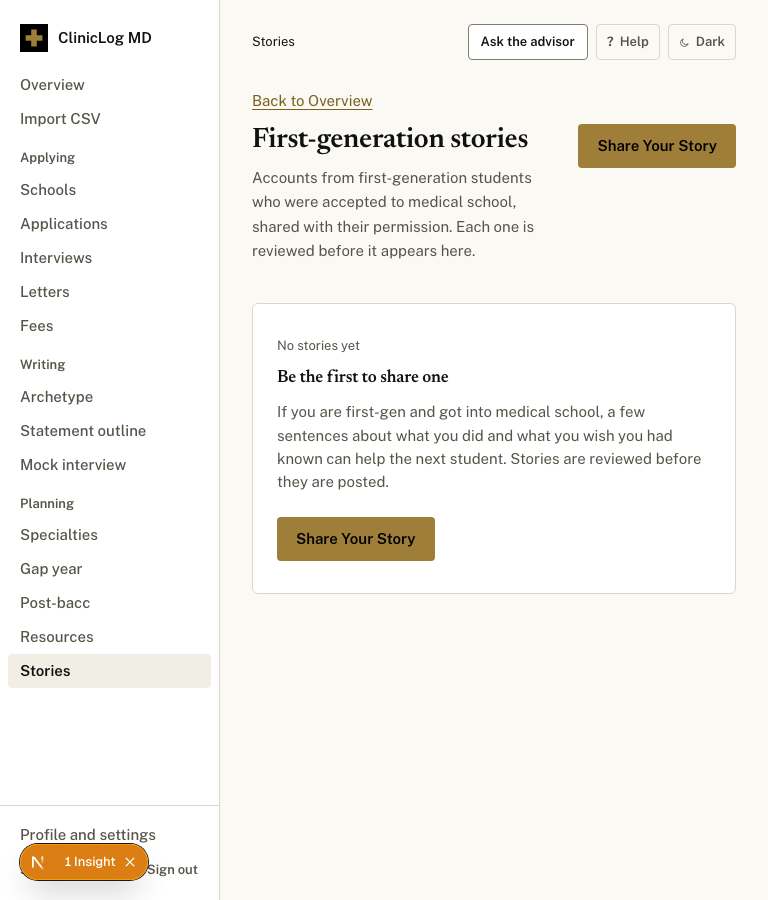 ClinicLog MD
Overview
Import CSV
Applying
Schools
Applications
Interviews
Letters
Fees
Writing
Archetype
Statement outline
Mock interview
Planning
Specialties
Gap year
Post-bacc
Resources
Stories
Profile and settings
1 Insight
Sign out
Stories
Ask the advisor
? Help
Dark
Back to Overview
First-generation stories
Share Your Story
Accounts from first-generation students
who were accepted to medical school,
shared with their permission. Each one is
reviewed before it appears here.
No stories yet
Be the first to share one
If you are first-gen and got into medical school, a few
sentences about what you did and what you wish you had
known can help the next student. Stories are reviewed before
they are posted.
Share Your Story